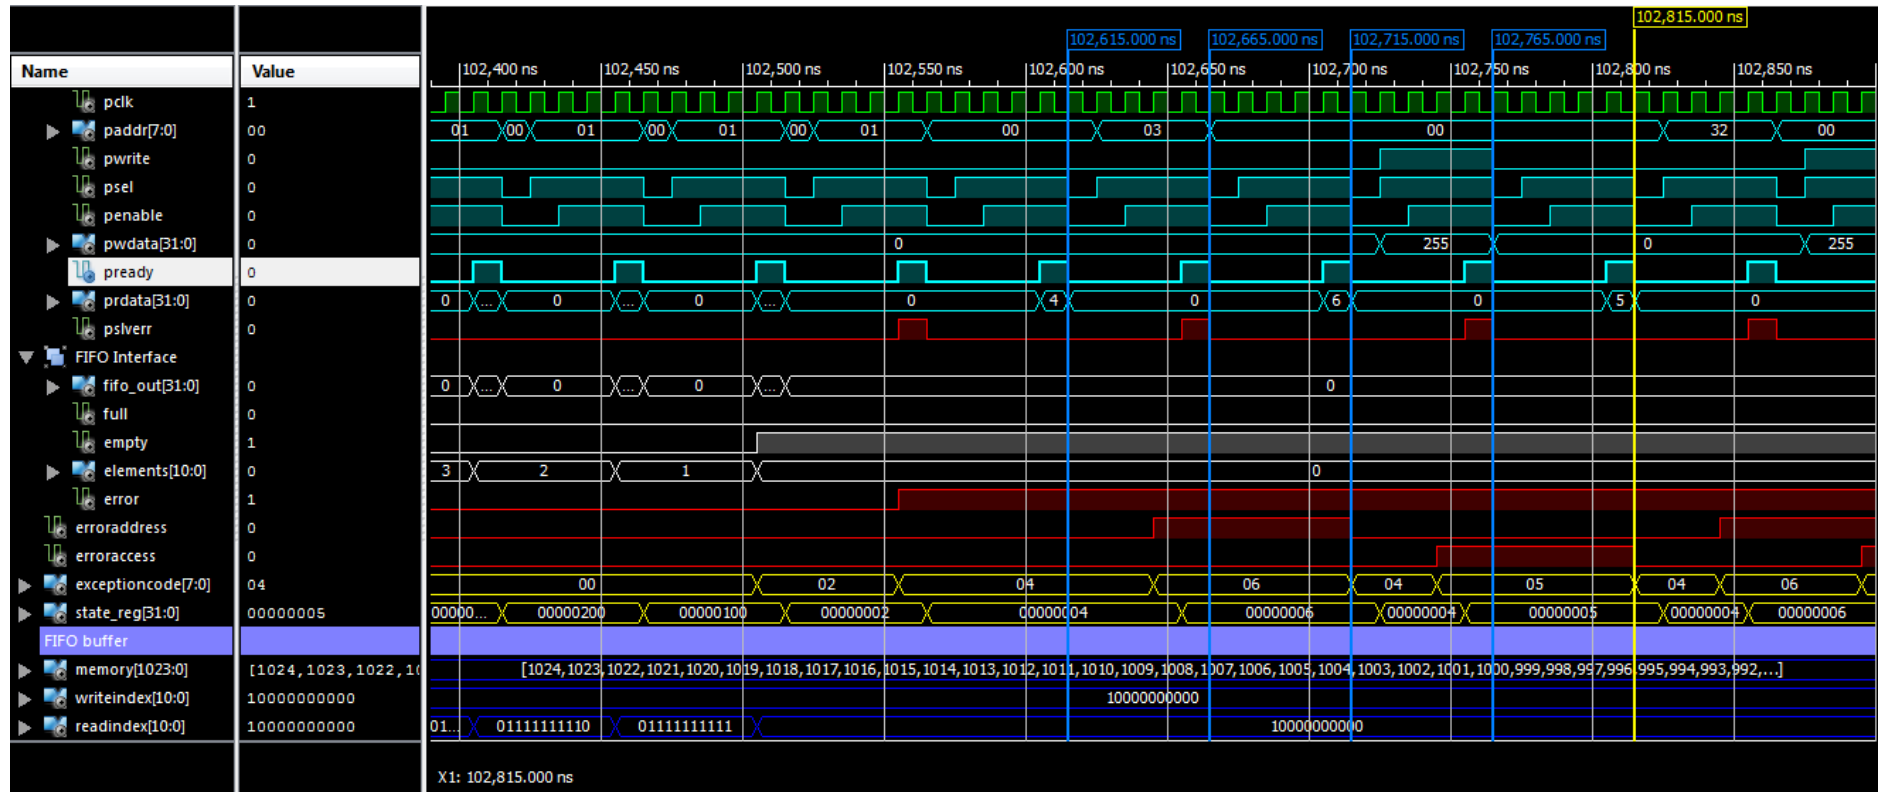 102,815.000 ns
102,615.000 ns 102,665.000 ns 102,715.000 ns 102,765.000 ns
Name Value 102,400 ns 102,450 ns 102,500 ns 102,550 ns 102,600 ns 102,650 ns 102,700 ns 102,750 ns 102,800 ns 102,850 ns
pclk 1
paddr[7:0] 00 01 00 01 00 01 00 01 00 03 00 32 00
pwrite 0
psel 0
penable 0
pwdata[31:0] 0 0 255 0 255
pready 0
prdata[31:0] 0 0 ... 0 ... 0 ... 0 4 0 6 0 5 0
pslverr 0
FIFO Interface
fifo_out[31:0] 0 0 ... 0 ... 0 ... 0
full 0
empty 1
elements[10:0] 0 3 2 1 0
error 1
erroraddress 0
erroraccess 0
exceptioncode[7:0] 04 00 02 04 06 04 05 04 06
state_reg[31:0] 00000005 00000... 00000200 00000100 00000002 00000004 00000006 00000004 00000005 00000004 00000006
FIFO buffer
memory[1023:0] [1024,1023,1022,1( [1024,1023,1022,1021,1020,1019,1018,1017,1016,1015,1014,1013,1012,1011,1010,1009,1008,1007,1006,1005,1004,1003,1002,1001,1000,999,998,997,996,995,994,993,992,...]
writeindex[10:0] 10000000000 10000000000
readindex[10:0] 10000000000 01... 01111111110 01111111111 10000000000
X1: 102,815.000 ns